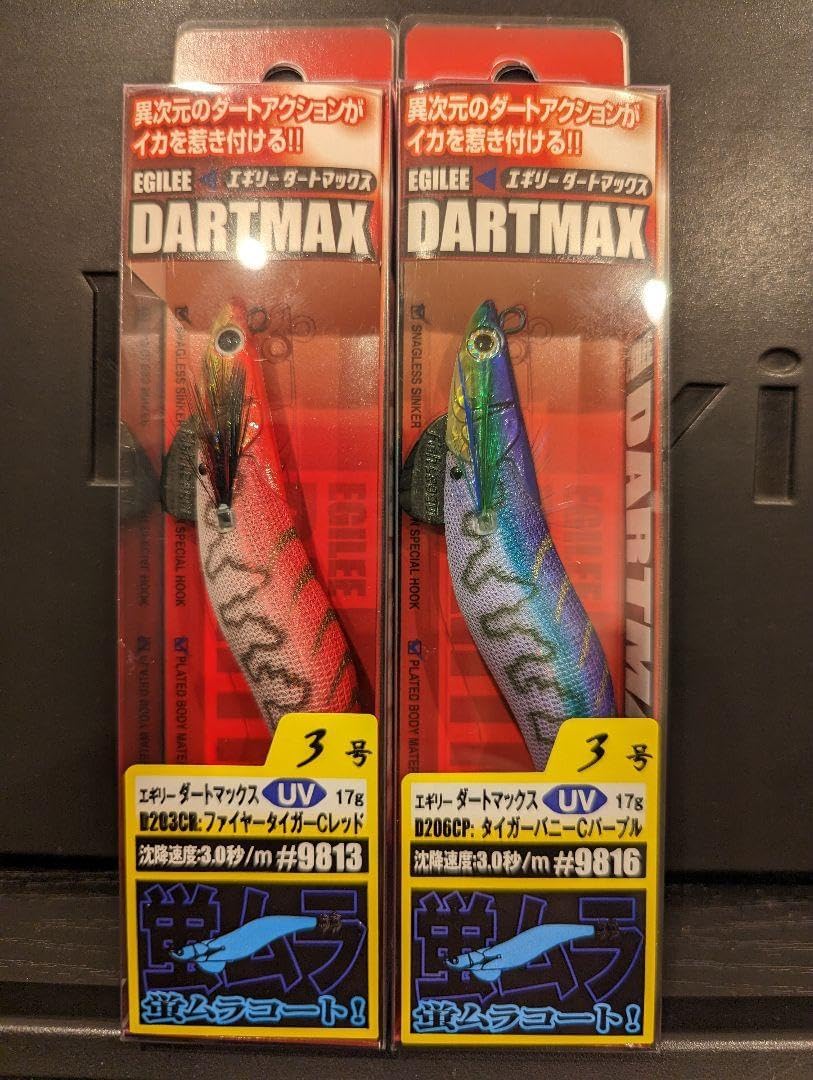 異次元のダートアクションが
イカを惹き付ける!!
EGILEE エギリーダートマックス
DARTMAX
SNAGLESS SINKER
SPECIAL HOOK
PLATED BODY MATE
EGILEE
3号
エギリー ダートマックス UV 17g
D203CR:ファイヤータイガーCレッド
沈降速度:3.0秒/m #9813
蛍ムラ
蛍ムラコート!
異次元のダートアクションが
イカを惹き付ける!!
EGILEE エギリーダートマックス
DARTMAX
SNAGLESS SINKER
SPECIAL HOOK
PLATED BODY MATER
EGILEE
DARTMA
3号
エギリー ダートマックス UV 17g
D206CP: タイガーバニーCパープル
沈降速度:3.0秒/m #9816
蛍ムラ
蛍ムラコート!